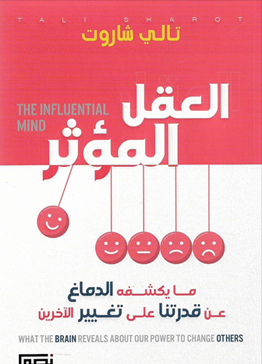 TALI SHAROT
تالي شاروت
العقل
THE INFLUENTIAL
MIND
المؤثر
ما يكشفه الدماغ
عن قدرتنا على تغيير الآخرين
WHAT THE BRAIN REVEALS ABOUT OUR POWER TO CHANGE OTHERS